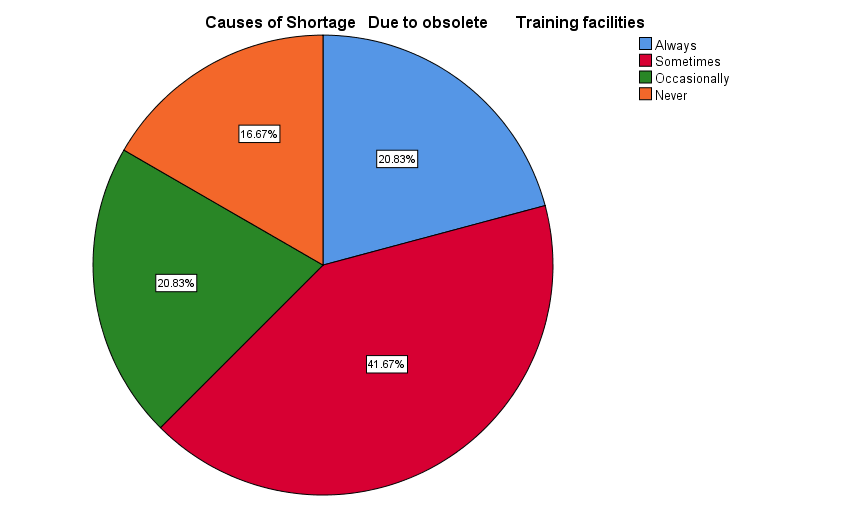 Causes of Shortage Due to obsolete Training facilities
Always
Sometimes
Occasionally
Never
16.67%
20.83%
20.83%
41.67%